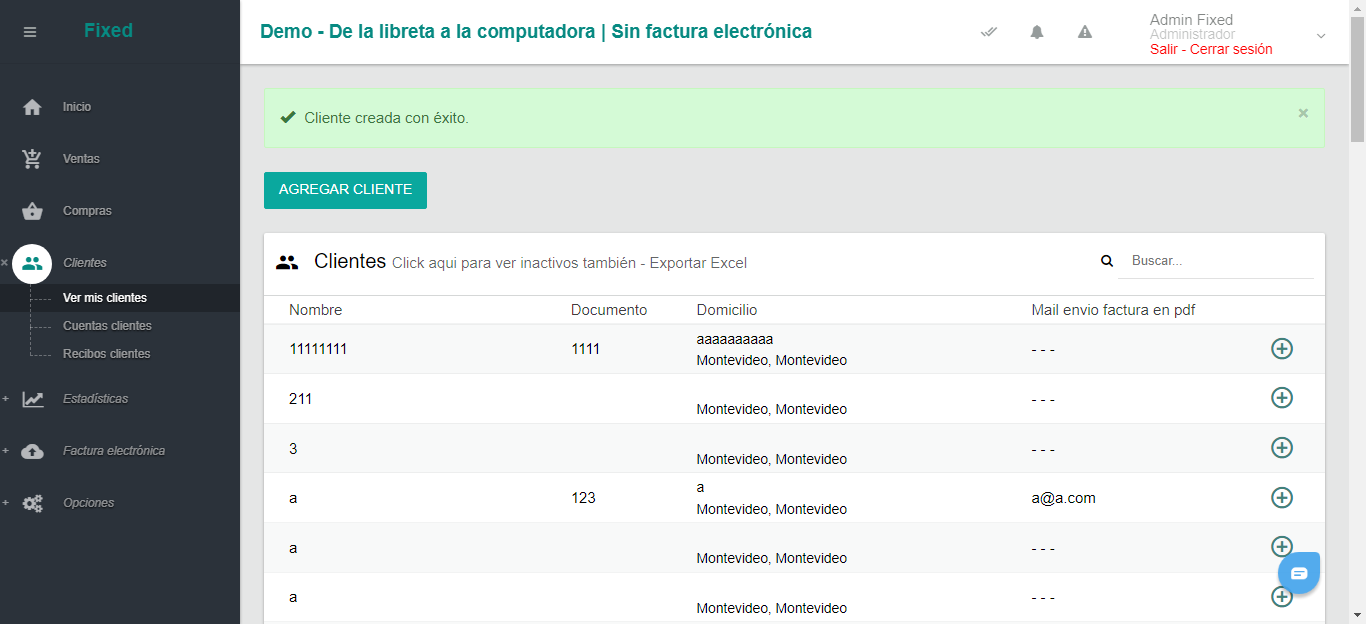 Fixed
Demo - De la libreta a la computadora | Sin factura electrónica
Admin Fixed
Administrador
Salir - Cerrar sesión
Inicio
Ventas
Compras
Clientes
Ver mis clientes
Cuentas clientes
Recibos clientes
Estadísticas
Factura electrónica
Opciones
Cliente creada con éxito.
×
AGREGAR CLIENTE
Clientes Click aqui para ver inactivos también - Exportar Excel
Buscar...
Nombre Documento Domicilio Mail envio factura en pdf
11111111 1111 aaaaaaaaaa - - -
Montevideo, Montevideo
211 Montevideo, Montevideo - - -
3 Montevideo, Montevideo - - -
a 123 a a@a.com
Montevideo, Montevideo
a Montevideo, Montevideo - - -
a Montevideo, Montevideo - - -